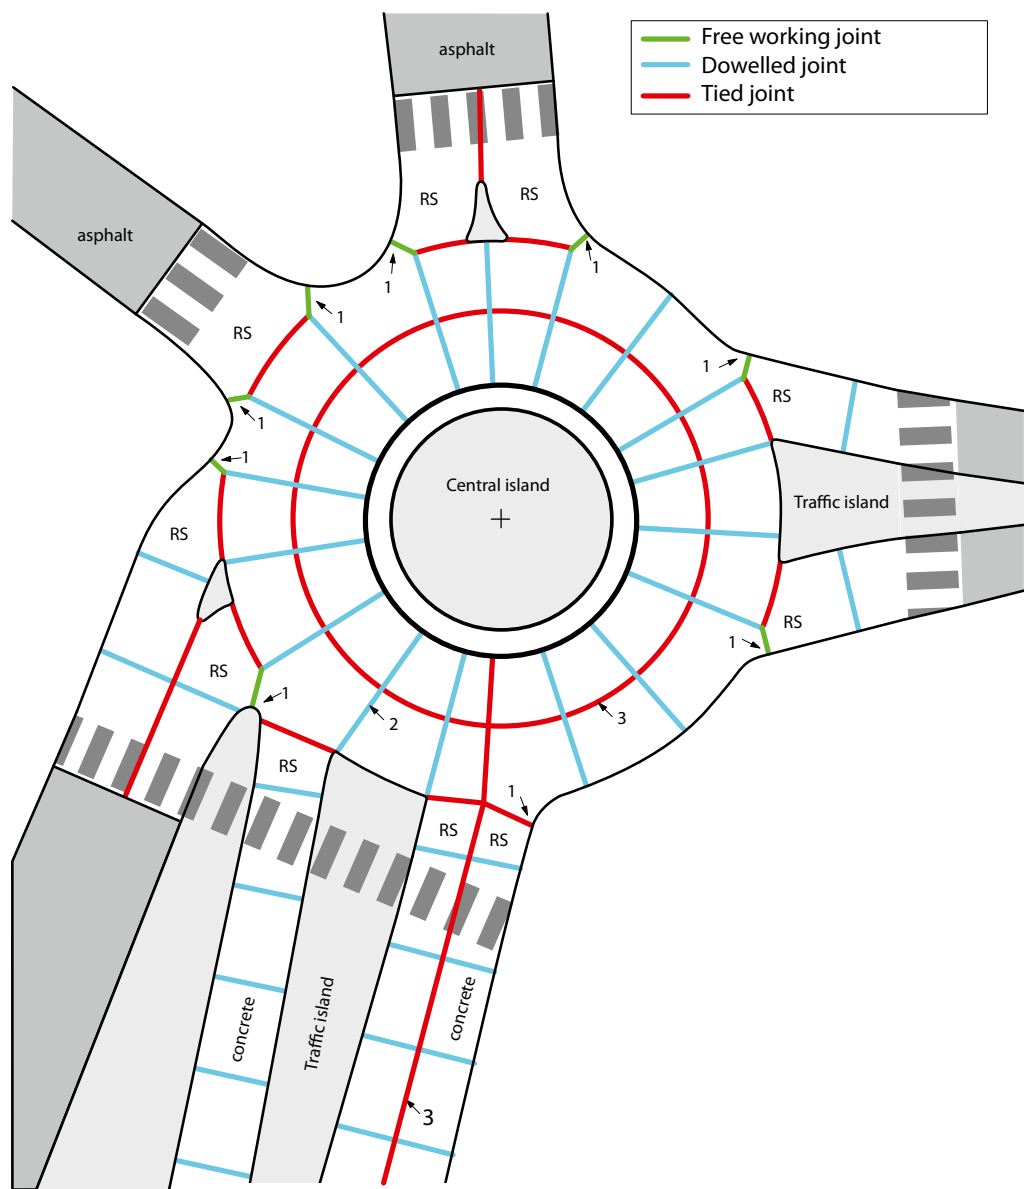 asphalt
Free working joint
Dowelled joint
Tied joint
RS
RS
asphalt
1
1
1
RS
1
1
RS
1
1
Central island
Traffic island
RS
RS
1
RS
1
2
3
RS
1
RS
RS
concrete
Traffic island
concrete
3